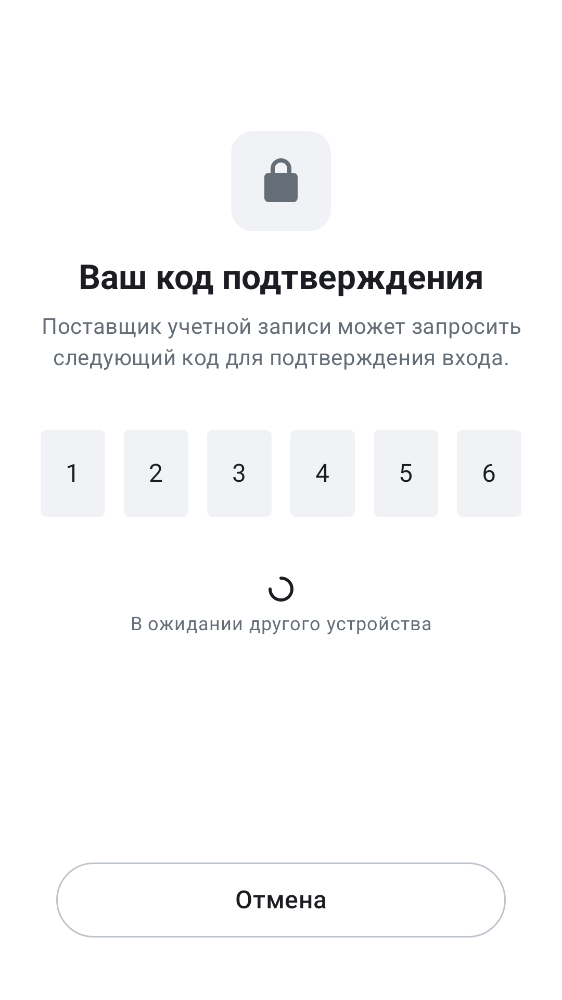 Ваш код подтверждения
Поставщик учетной записи может запросить
следующий код для подтверждения входа.
1 2 3 4 5 6
В ожидании другого устройства
Отмена